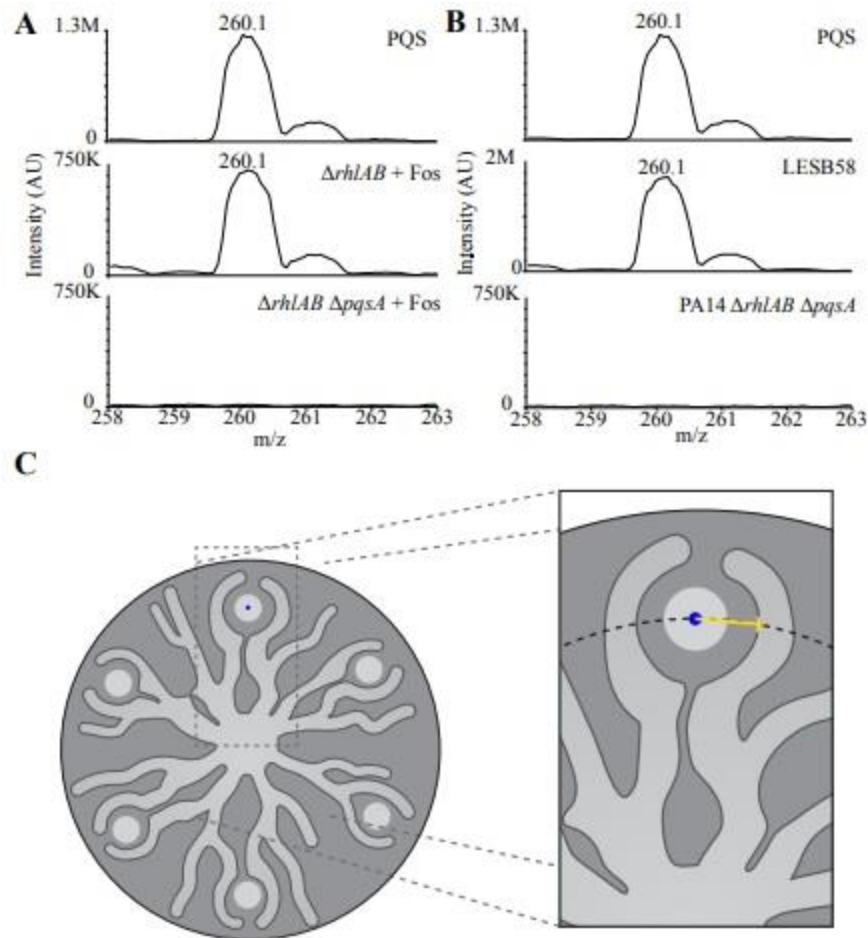 A
1.3M
260.1
PQS
0
750K
260.1
ΔrhlAB + Fos
0
750K
ΔrhlAB ΔpqsA + Fos
0
258 259 260 261 262 263
m/z
Intensity (AU)
B
1.3M
260.1
PQS
0
2M
260.1
LESB58
0
750K
PA14 ΔrhlAB ΔpqsA
0
258 259 260 261 262 263
m/z
Intensity (AU)
C